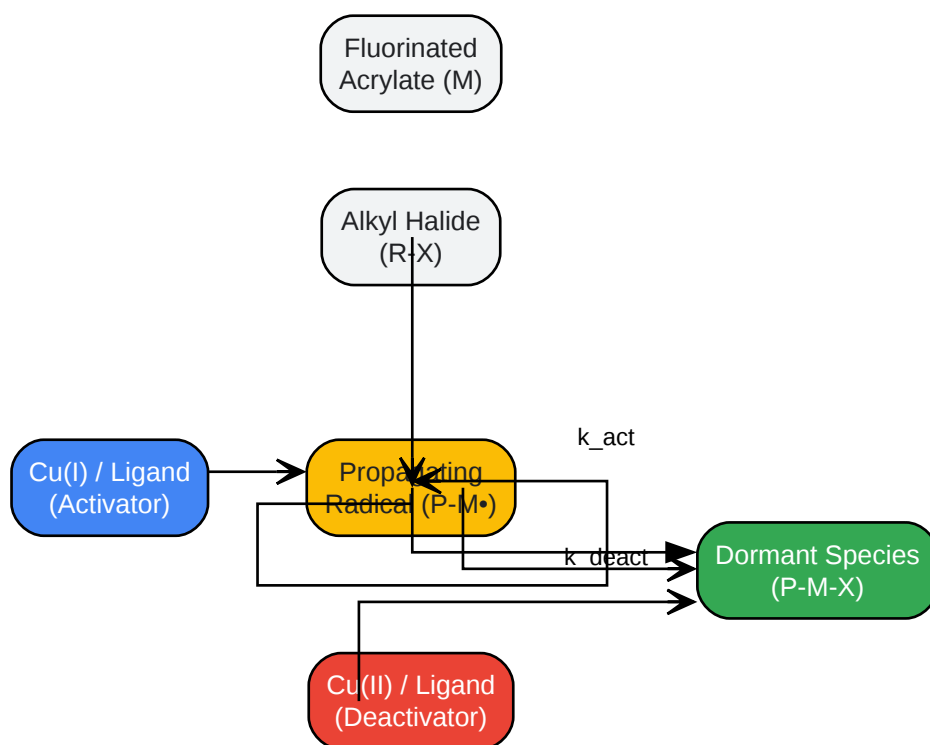 Fluorinated
Acrylate (M)
Alkyl Halide
(R-X)
k_act
Cu(I) / Ligand
(Activator)
Propagating
Radical (P-M•)
k_deact
Dormant Species
(P-M-X)
Cu(II) / Ligand
(Deactivator)